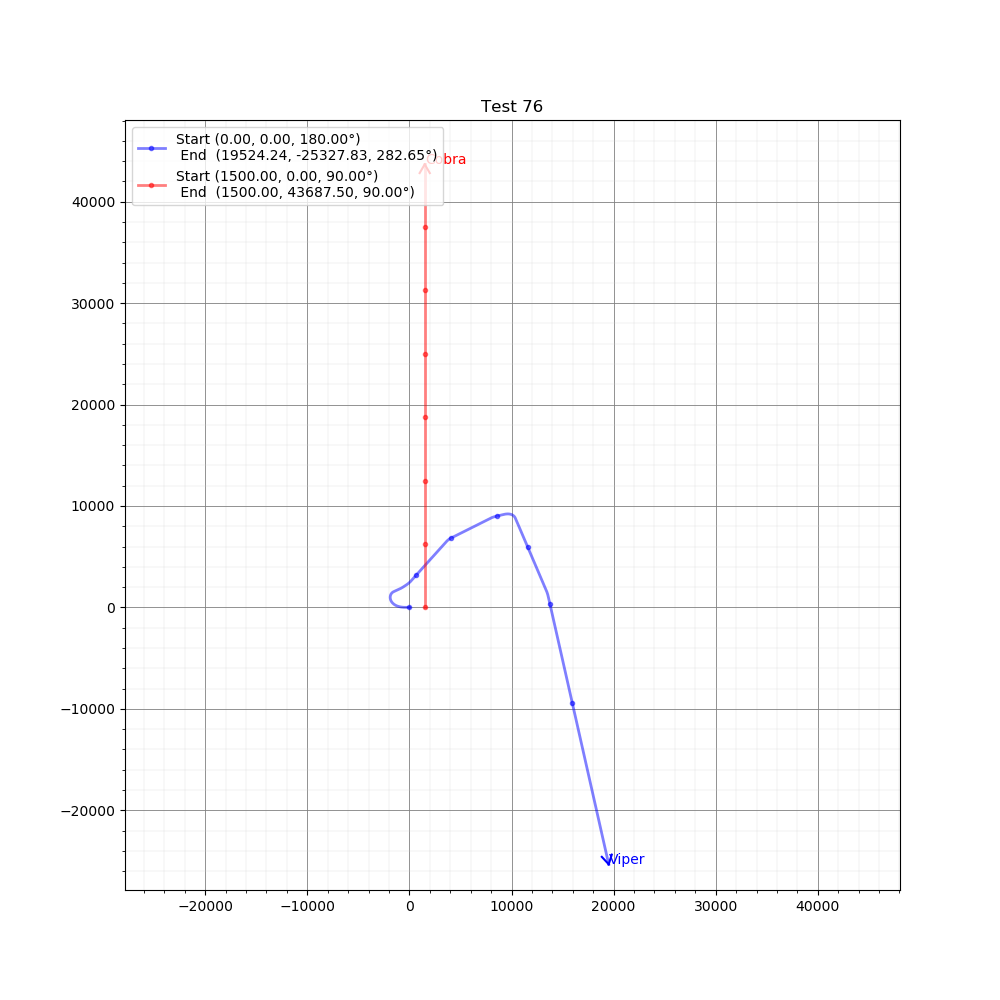 Test 76
Start (0.00, 0.00, 180.00°)
End (19524.24, -25327.83, 282.65°)
Start (1500.00, 0.00, 90.00°)
End (1500.00, 43687.50, 90.00°)
Cobra
40000
30000
20000
10000
0
−10000
−20000
Viper
−20000 −10000 0 10000 20000 30000 40000